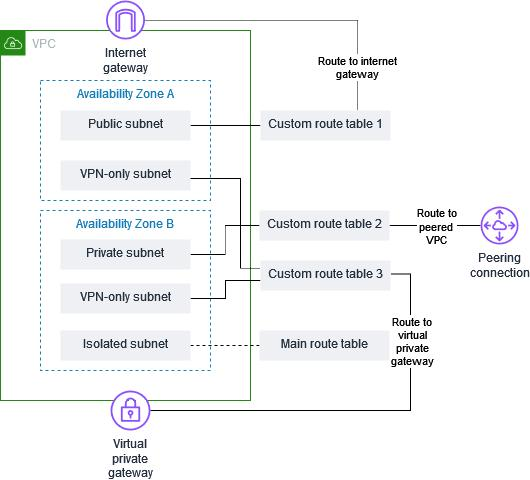 VPC
Internet
gateway
Route to internet
gateway
Availability Zone A
Public subnet
Custom route table 1
VPN-only subnet
Availability Zone B
Private subnet
Custom route table 2
Route to
peered
VPC
Peering
connection
VPN-only subnet
Custom route table 3
Route to
virtual
private
gateway
Isolated subnet
Main route table
Virtual
private
gateway